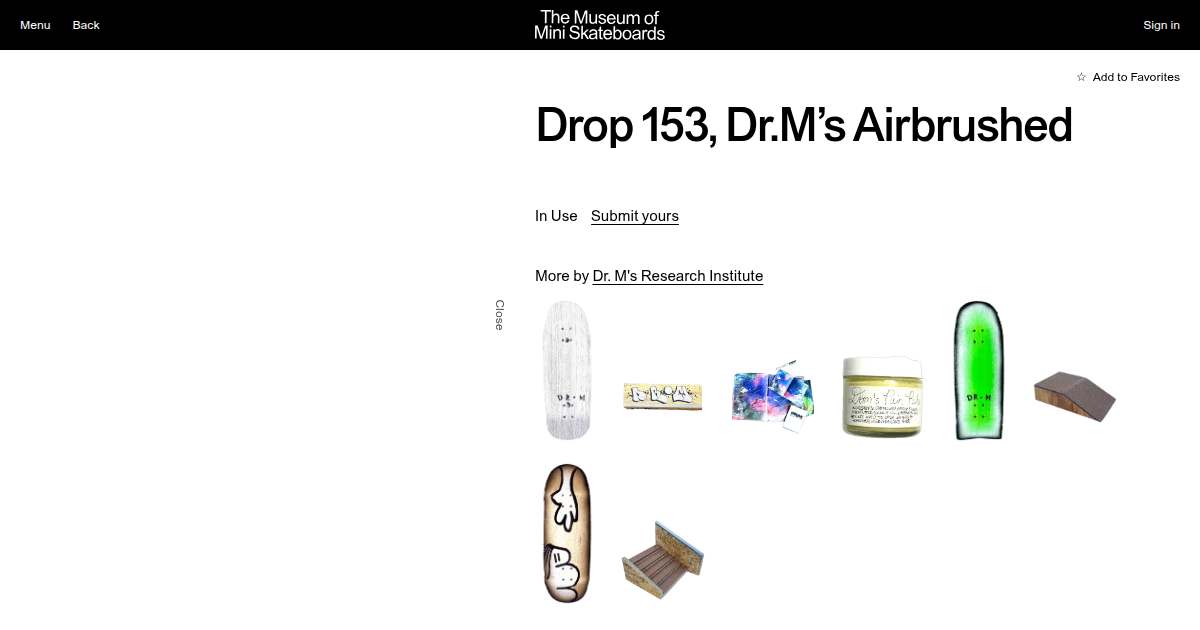 Menu
Back
The Museum of
Mini Skateboards
Sign in
☆ Add to Favorites
Drop 153, Dr.M’s Airbrushed
In Use
Submit yours
More by Dr. M's Research Institute
Close
DR•M
DR•M